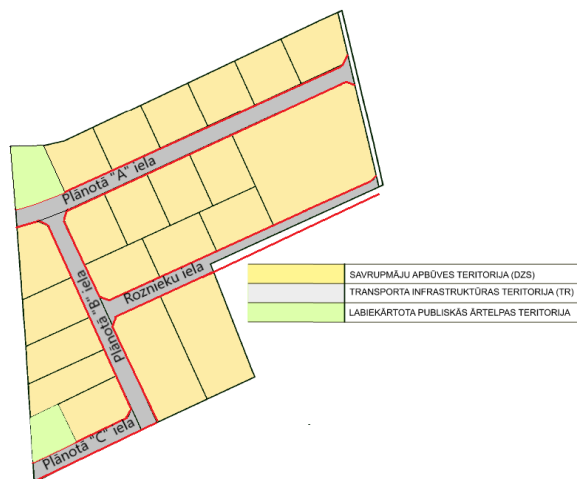 Plānotā "A" iela
Roznieku iela
Plānotā "B" iela
Plānotā "C" iela
SAVRUPMĀJU APBŪVES TERITORIJA (DZS)
TRANSPORTA INFRASTRUKTŪRAS TERITORIJA (TR)
LABIEKĀRTOTA PUBLISKĀS ĀRTELPAS TERITORIJA